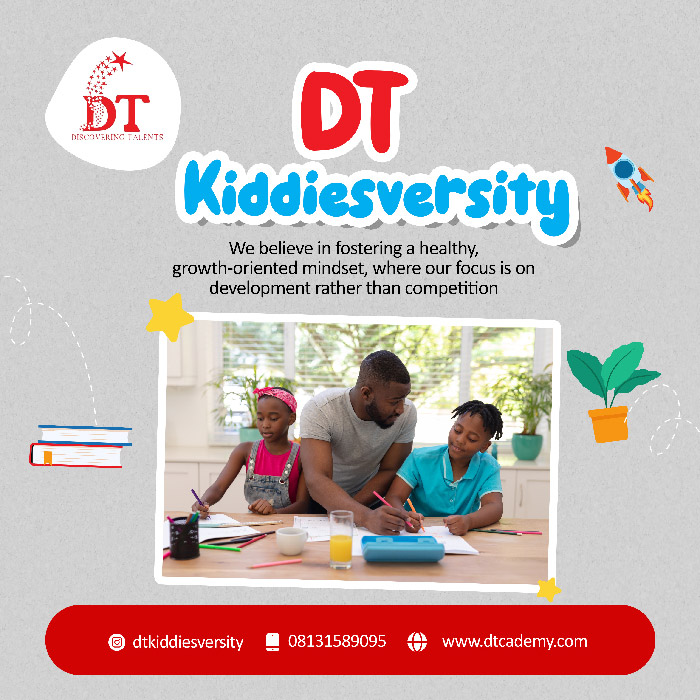 DT
DISCOVERING TALENTS
DT
Kiddiesversity
We believe in fostering a healthy,
growth-oriented mindset, where our focus is on
development rather than competition
dtkiddiesversity 08131589095 www.dtcademy.com